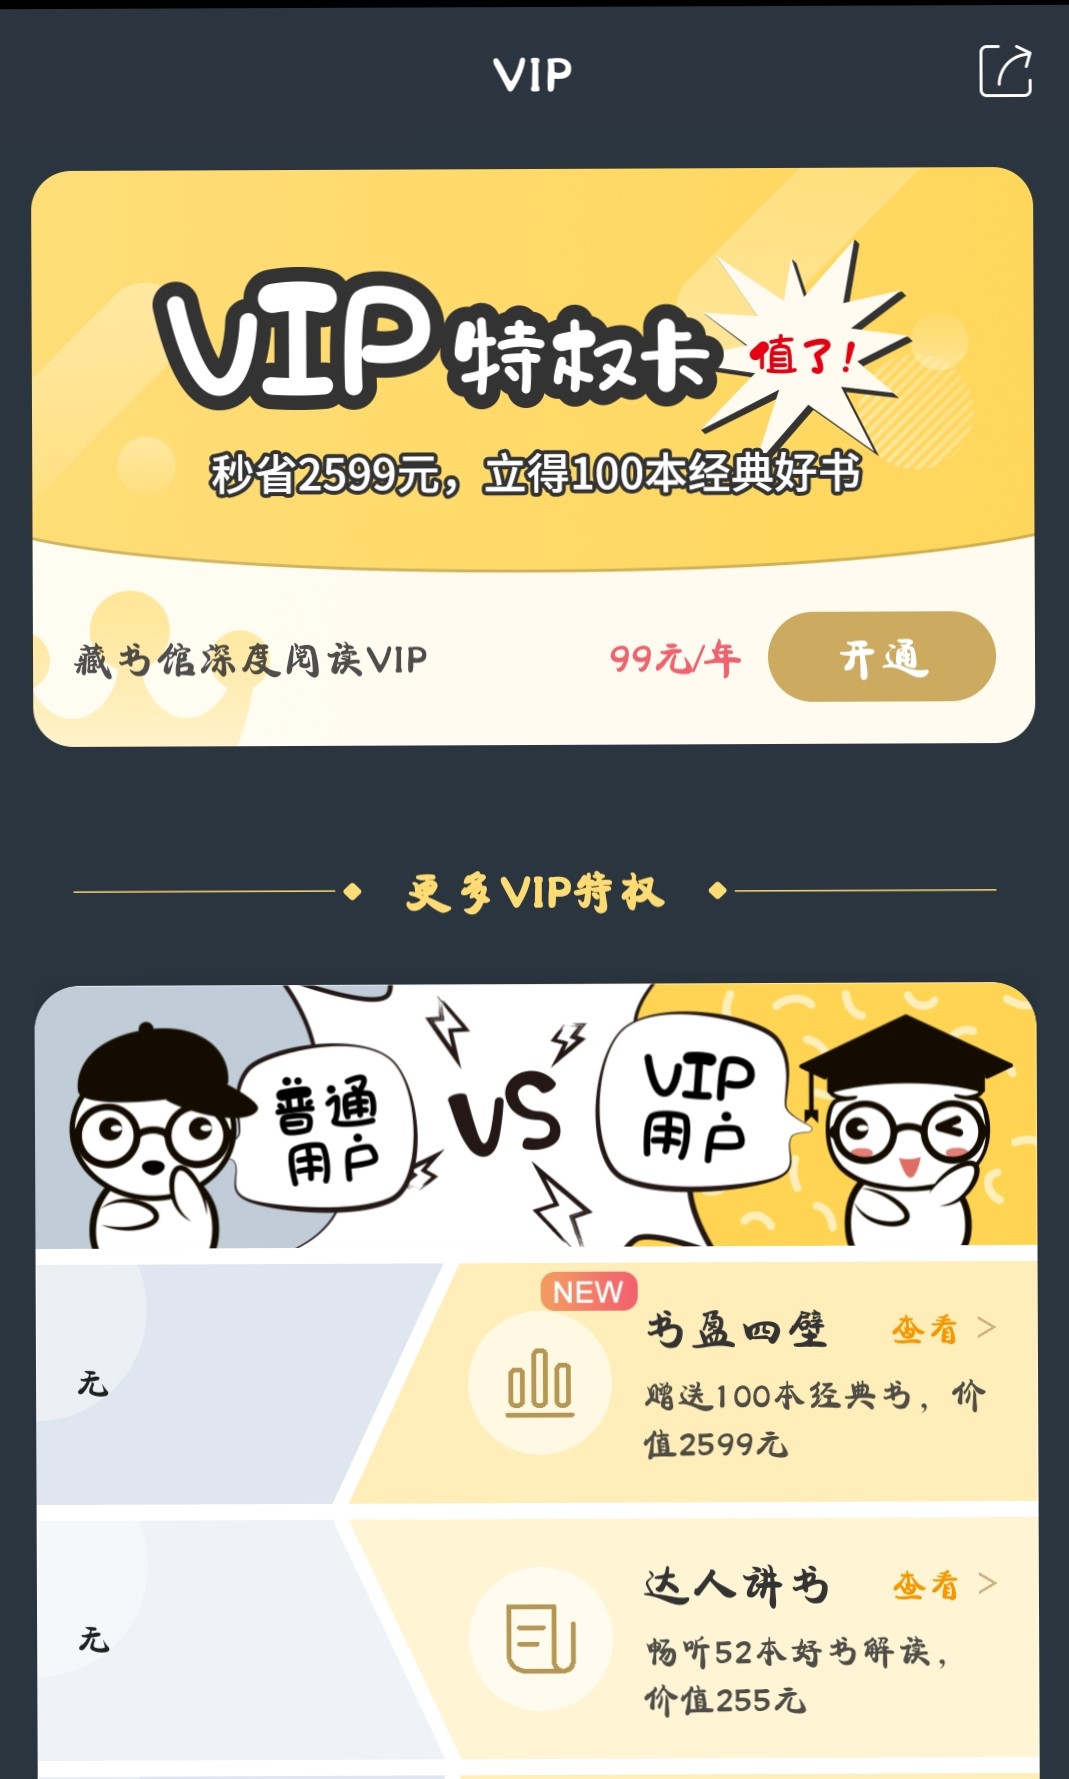 VIP
VIP特权卡
值了!
秒省2599元，立得100本经典好书
藏书馆深度阅读VIP
99元/年
开通
更多VIP特权
普通
用户
VS
VIP
用户
无
NEW
书盈四壁
查看 >
赠送100本经典书，价
值2599元
无
达人讲书
查看 >
畅听52本好书解读，
价值255元